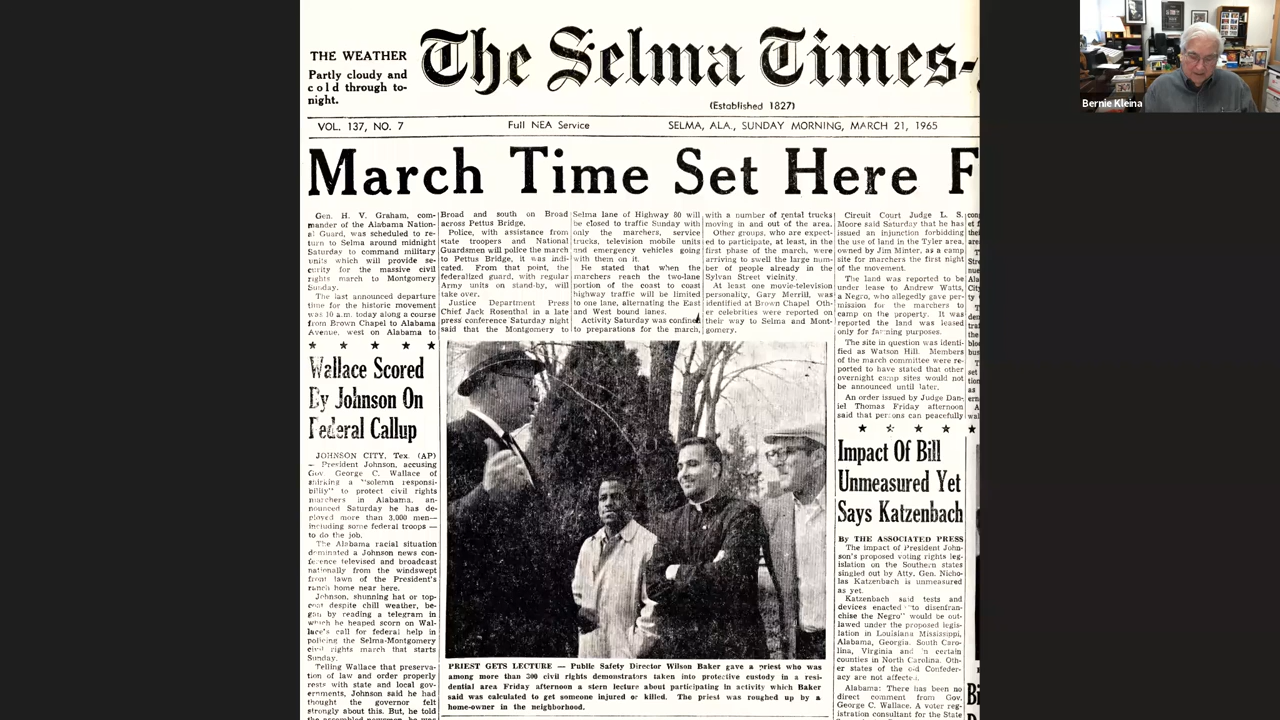 THE WEATHER
Partly cloudy and
cold through to-
night.
The Selma Times-
(Established 1827)
VOL. 137, NO. 7
Full NEA Service
SELMA, ALA., SUNDAY MORNING, MARCH 21, 1965
March Time Set Here F
Gen. H. V. Graham, com-
mander of the Alabama Nation-
al Guard, was scheduled to re-
turn to Selma around midnight
Saturday to command military
units which will provide se-
curity for the massive civil
rights march to Montgomery
Sunday.
The last announced departure
time for the historic movement
was 10 a.m. today along a course
from Brown Chapel to Alabama
Avenue, west on Alabama to
Broad and south on Broad
across Pettus Bridge.
Police, with assistance from
state troopers and National
Guardsmen will police the march
to Pettus Bridge, it was indi-
cated. From that point, the
federalized guard, with regular
Army units on stand-by, will
take over.
Justice Department Press
Chief Jack Rosenthal in a late
press conference Saturday night
said that the Montgomery to
Selma lane of Highway 80 will
be closed to traffic Sunday with
only the marchers, service
trucks, television mobile units
and emergency vehicles going
with them on it.
He stated that when the
marchers reach the two-lane
portion of the coast to coast
highway traffic will be limited
to one line, alternating the East
and West bound lanes.
Activity Saturday was confined
to preparations for the march,
with a number of rental trucks
moving in and out of the area.
Other groups, who are expect-
ed to participate, at least, in the
first phase of the march, were
arriving to swell the large num-
ber of people already in the
Sylvan Street vicinity.
At least one movie-television
personality, Gary Merrill, was
identified at Brown Chapel Oth-
er celebrities were reported on
their way to Selma and Mont-
gomery.
Circuit Court Judge L. S.
Moore said Saturday that he has
issued an injunction forbidding
the use of land in the Tyler area,
owned by Jim Minter, as a camp
site for marchers the first night
of the movement.
The land was reported to be
under lease to Andrew Watts,
a Negro, who allegedly gave per-
mission for the marchers to
camp on the property. It was
reported the land was leased
only for farming purposes.
The site in question was identi-
fied as Watson Hill. Members
of the march committee were re-
ported to have stated that other
overnight camp sites would not
be announced until later.
An order issued by Judge Dan-
iel Thomas Friday afternoon
said that persons can peacefully
Wallace Scored
By Johnson On
Federal Callup
JOHNSON CITY, Tex. (AP)
— President Johnson, accusing
Gov. George C. Wallace of
shirking a "solemn responsi-
bility" to protect civil rights
marchers in Alabama, an-
nounced Saturday he has de-
ployed more than 3,000 men—
including some federal troops —
to do the job.
The Alabama racial situation
dominated a Johnson news con-
ference televised and broadcast
nationally from the windswept
front lawn of the President's
ranch home near here.
Johnson, shunning hat or top-
coat despite chill weather, be-
gan by reading a telegram in
which he heaped scorn on Wal-
lace's call for federal help in
policing the Selma-Montgomery
civil rights march that starts
Sunday.
Telling Wallace that preserva-
tion of law and order properly
rests with state and local gov-
ernments, Johnson said he had
thought the governor felt
strongly about this. But, he told
the assembled newsmen, he was
PRIEST GETS LECTURE — Public Safety Director Wilson Baker gave a priest who was
among more than 300 civil rights demonstrators taken into protective custody in a resi-
dential area Friday afternoon a stern lecture about participating in activity which Baker
said was calculated to get someone injured or killed. The priest was roughed up by a
home-owner in the neighborhood.
Impact Of Bill
Unmeasured Yet
Says Katzenbach
By THE ASSOCIATED PRESS
The impact of President John-
son's proposed voting rights leg-
islation on the Southern states
singled out by Atty. Gen. Nicho-
las Katzenbach is unmeasured
as yet.
Katzenbach said tests and
devices enacted "to disenfran-
chise the Negro" would be out-
lawed under the proposed legis-
lation in Louisiana Mississippi,
Alabama, Georgia. South Caro-
lina, Virginia and in certain
counties in North Carolina. Oth-
er states of the old Confeder-
acy are not affected.
Alabama: There has been no
direct comment from Gov.
George C. Wallace. A voter reg-
istration consultant for the State
Bernie Kleina